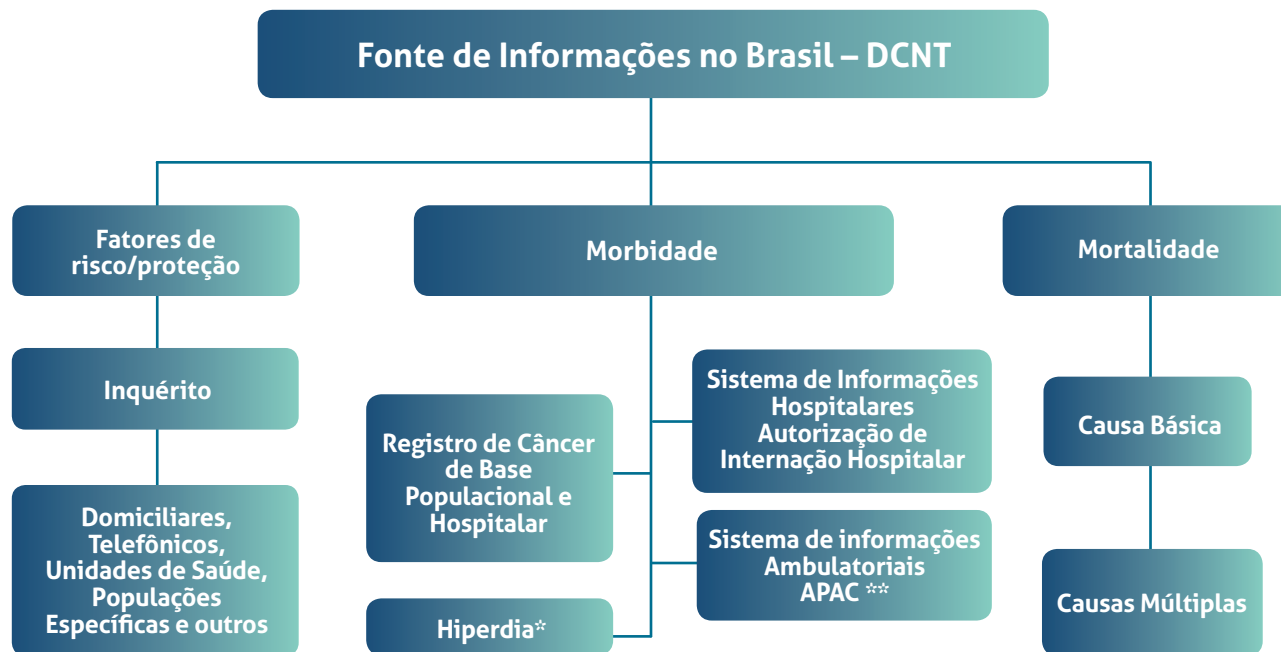 Fonte de Informações no Brasil – DCNT
Fatores de
risco/proteção
Inquérito
Domiciliares,
Telefônicos,
Unidades de Saúde,
Populações
Específicas e outros
Morbidade
Registro de Câncer
de Base
Populacional e
Hospitalar
Hiperdia*
Sistema de Informações
Hospitalares
Autorização de
Internação Hospitalar
Sistema de informações
Ambulatoriais
APAC **
Mortalidade
Causa Básica
Causas Múltiplas